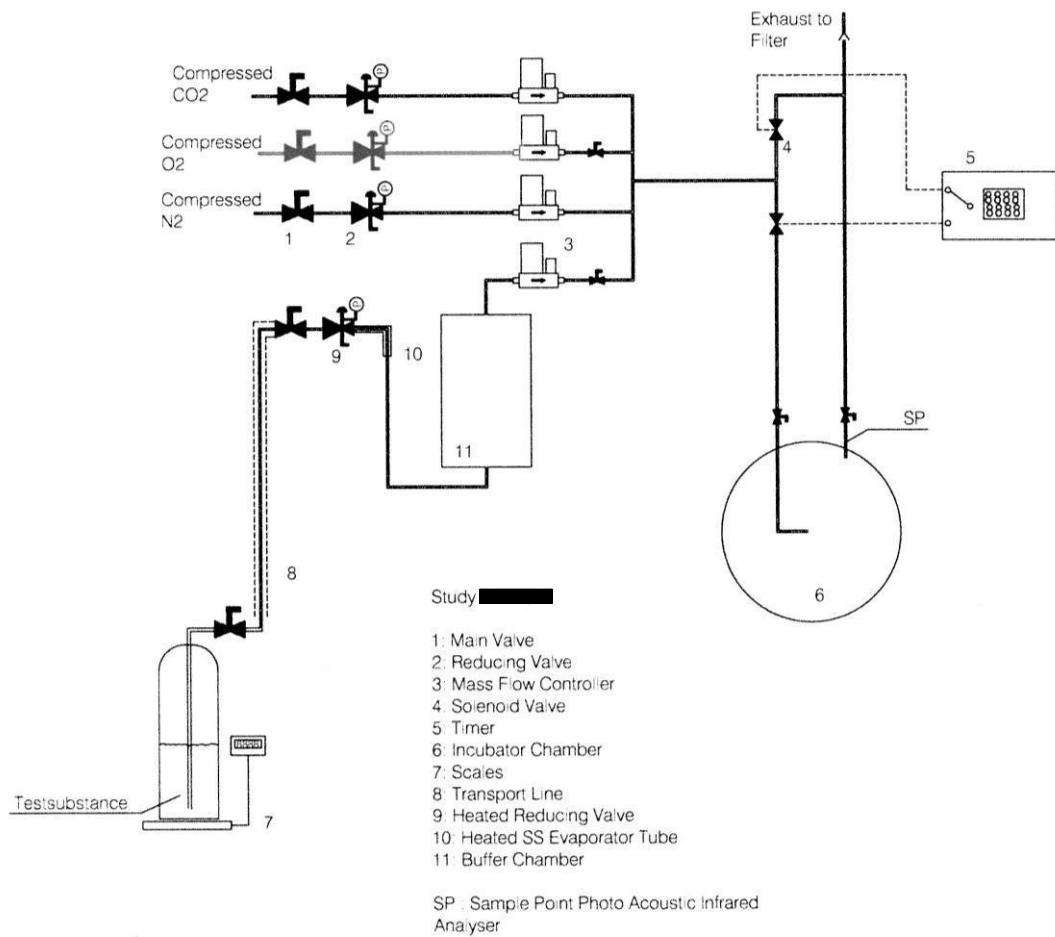 Exhaust to
Filter
Compressed
CO2
P
Compressed
O2
P
4
5
Compressed
N2
P
1
2
3
P
9
10
SP
11
8
6
Study
1: Main Valve
2: Reducing Valve
3: Mass Flow Controller
4: Solenoid Valve
5: Timer
6: Incubator Chamber
7: Scales
8: Transport Line
9: Heated Reducing Valve
10: Heated SS Evaporator Tube
11: Buffer Chamber
Testsubstance
7
SP : Sample Point Photo Acoustic Infrared
Analyser